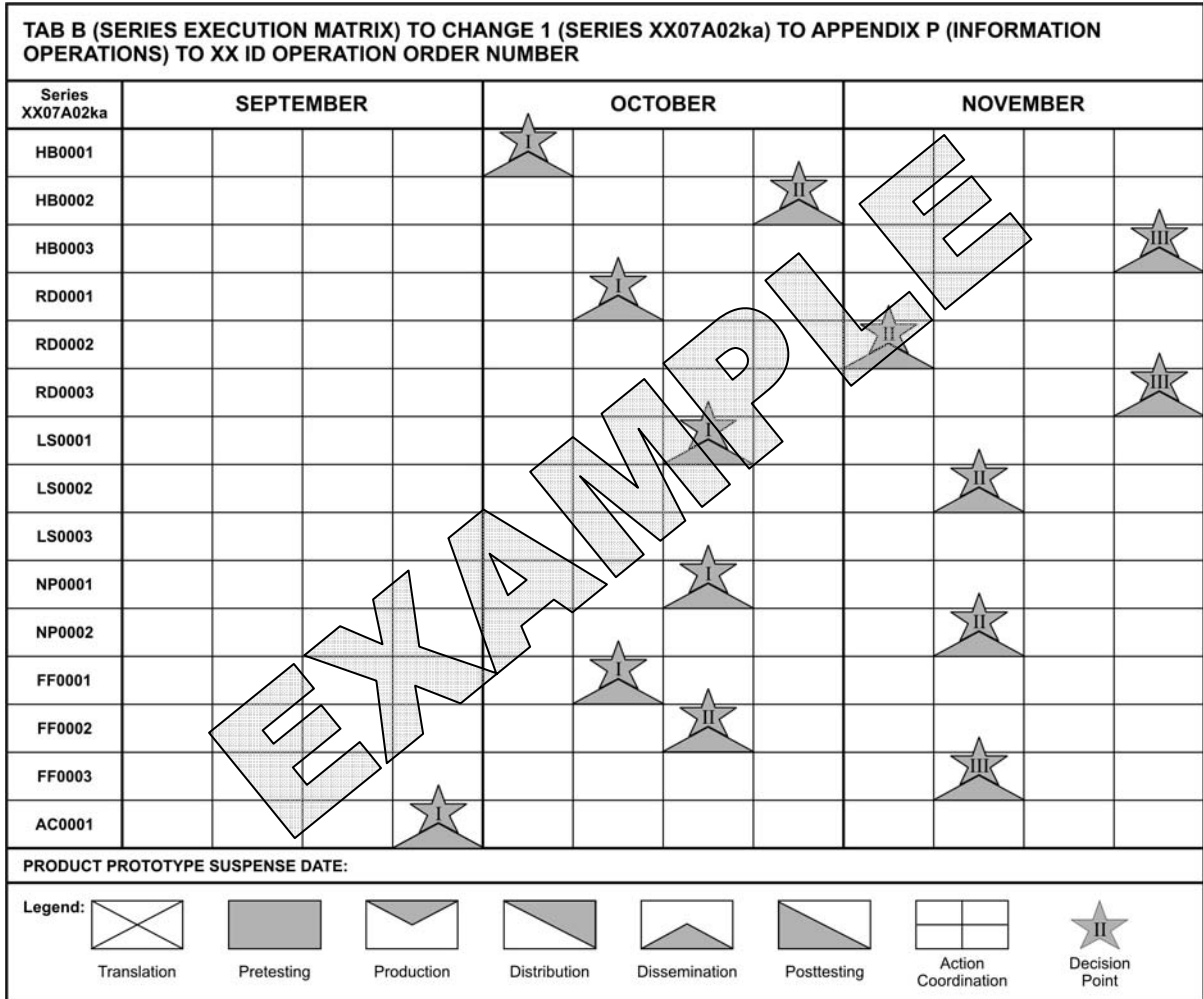 TAB B (SERIES EXECUTION MATRIX) TO CHANGE 1 (SERIES XX07A02ka) TO APPENDIX P (INFORMATION
OPERATIONS) TO XX ID OPERATION ORDER NUMBER
Series
XX07A02ka
SEPTEMBER
OCTOBER
NOVEMBER
HB0001
I
HB0002
II
HB0003
III
RD0001
I
RD0002
II
RD0003
III
LS0001
I
LS0002
II
LS0003
NP0001
I
NP0002
II
FF0001
I
FF0002
II
FF0003
III
AC0001
I
EXAMPLE
PRODUCT PROTOTYPE SUSPENSE DATE:
Legend:
Translation
Pretesting
Production
Distribution
Dissemination
Posttesting
Action
Coordination
II
Decision
Point